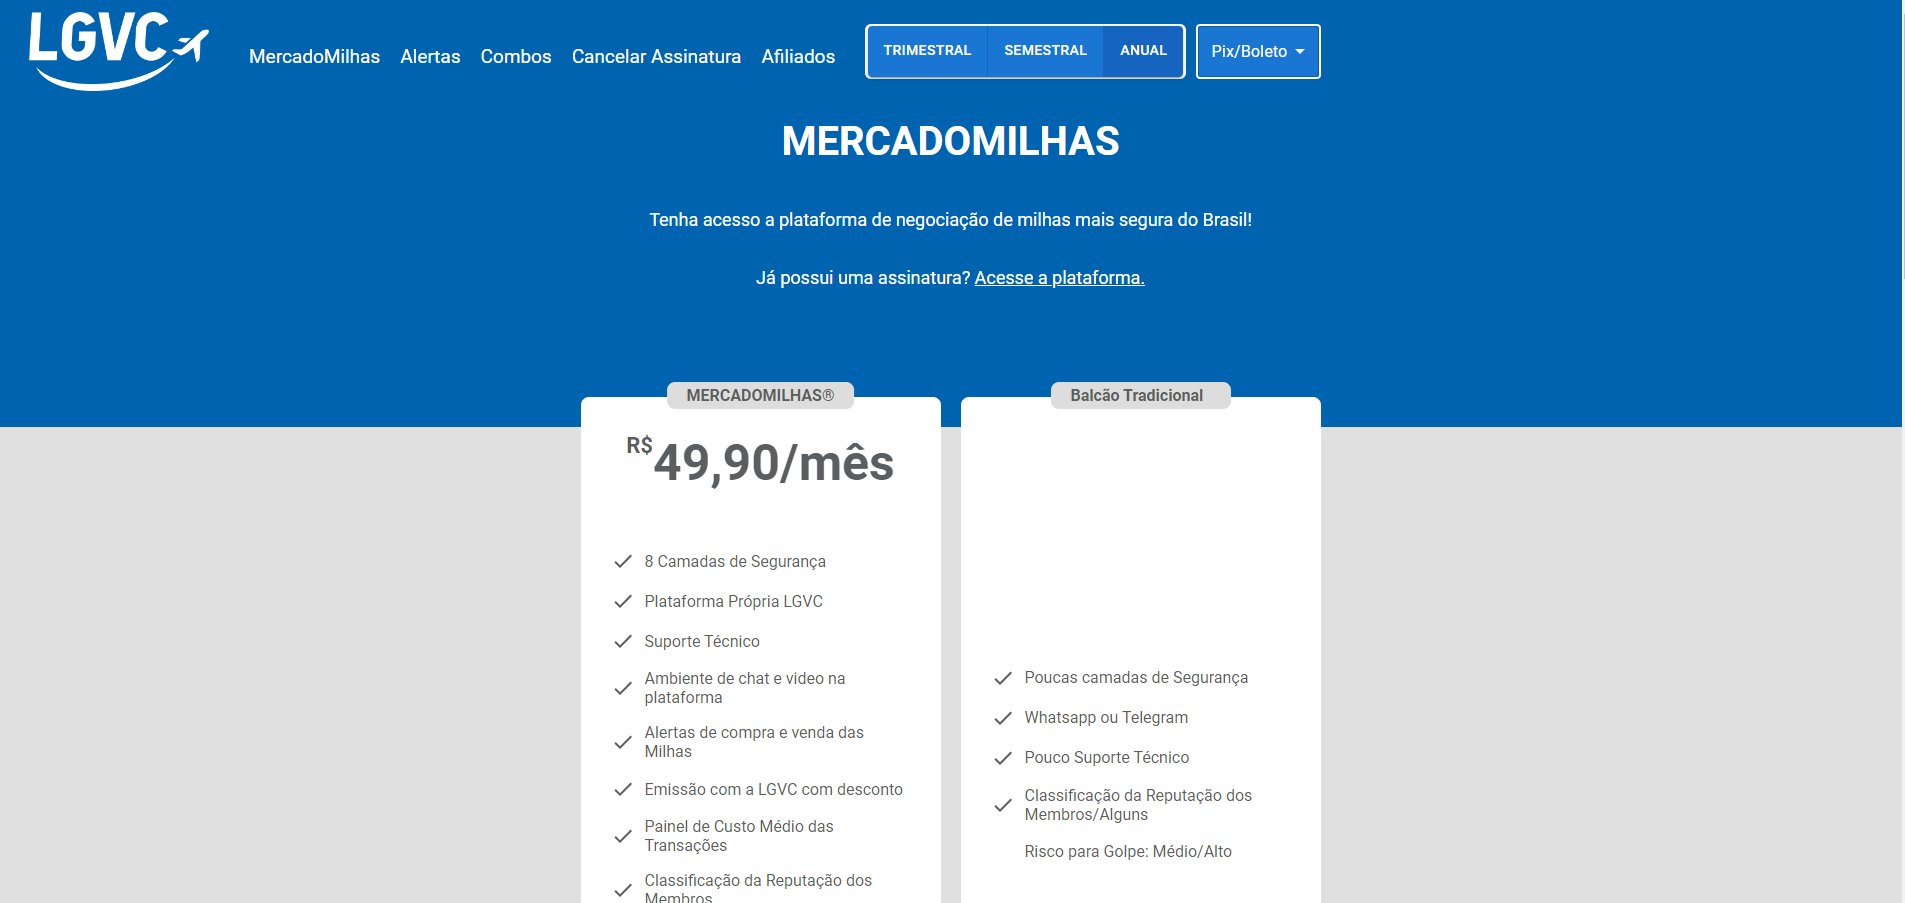 LGVC
MercadoMilhas
Alertas
Combos
Cancelar Assinatura
Afiliados
TRIMESTRAL
SEMESTRAL
ANUAL
Pix/Boleto
MERCADOMILHAS
Tenha acesso a plataforma de negociação de milhas mais segura do Brasil!
Já possui uma assinatura? Acesse a plataforma.
MERCADOMILHAS®
R$ 49,90/mês
8 Camadas de Segurança
Plataforma Própria LGVC
Suporte Técnico
Ambiente de chat e video na
plataforma
Alertas de compra e venda das
Milhas
Emissão com a LGVC com desconto
Painel de Custo Médio das
Transações
Classificação da Reputação dos
Membros
Balcão Tradicional
Poucas camadas de Segurança
Whatsapp ou Telegram
Pouco Suporte Técnico
Classificação da Reputação dos
Membros/Alguns
Risco para Golpe: Médio/Alto